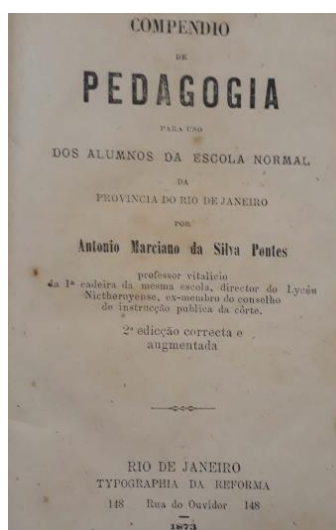 COMPENDIO
DE
PEDAGOGIA
PARA USO
DOS ALUMNOS DA ESCOLA NORMAL
DA
PROVINCIA DO RIO DE JANEIRO
POR
Antonio Marciano da Silva Pontes
professor vitalicio
da 1ª cadeira da mesma escola, director do Lycêu
Nictheroyense, ex-membro do conselho
de instrucção publica da côrte.
2ª edicção correcta e
augmentada
RIO DE JANEIRO
TYPOGRAPHIA DA REFORMA
148 Rua do Ouvidor 148
1873